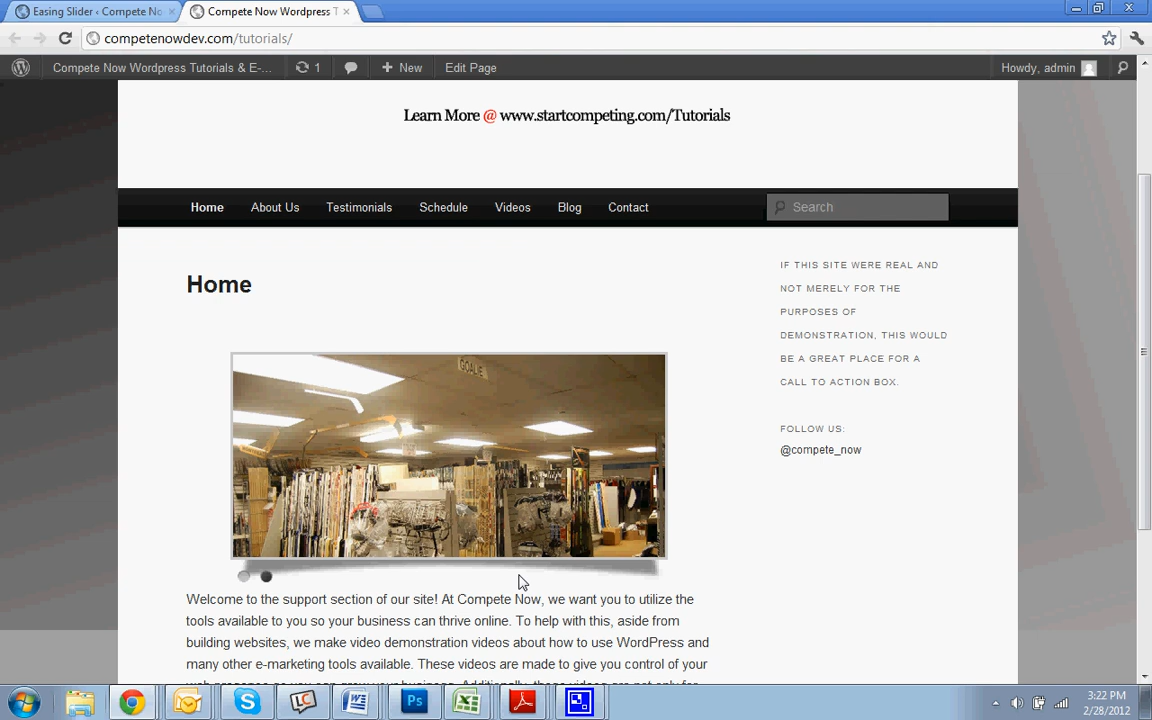 Easing Slider ‹ Compete No
Compete Now Wordpress T
competenowdev.com/tutorials/
Compete Now Wordpress Tutorials & E-...
1
New
Edit Page
Howdy, admin
Learn More @ www.startcompeting.com/Tutorials
Home
About Us
Testimonials
Schedule
Videos
Blog
Contact
Search
Home
IF THIS SITE WERE REAL AND
NOT MERELY FOR THE
PURPOSES OF
DEMONSTRATION, THIS WOULD
BE A GREAT PLACE FOR A
CALL TO ACTION BOX.
FOLLOW US:
@compete_now
GOALIE
Welcome to the support section of our site! At Compete Now, we want you to utilize the
tools available to you so your business can thrive online. To help with this, aside from
building websites, we make video demonstration videos about how to use WordPress and
many other e-marketing tools available. These videos are made to give you control of your
3:22 PM
2/28/2012